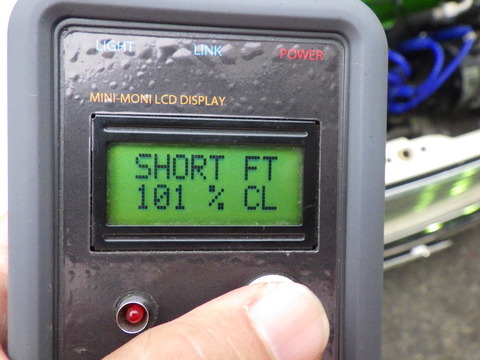 LIGHT LINK POWER
MINI-MONI LCD DISPLAY
SHORT FT
101 % CL